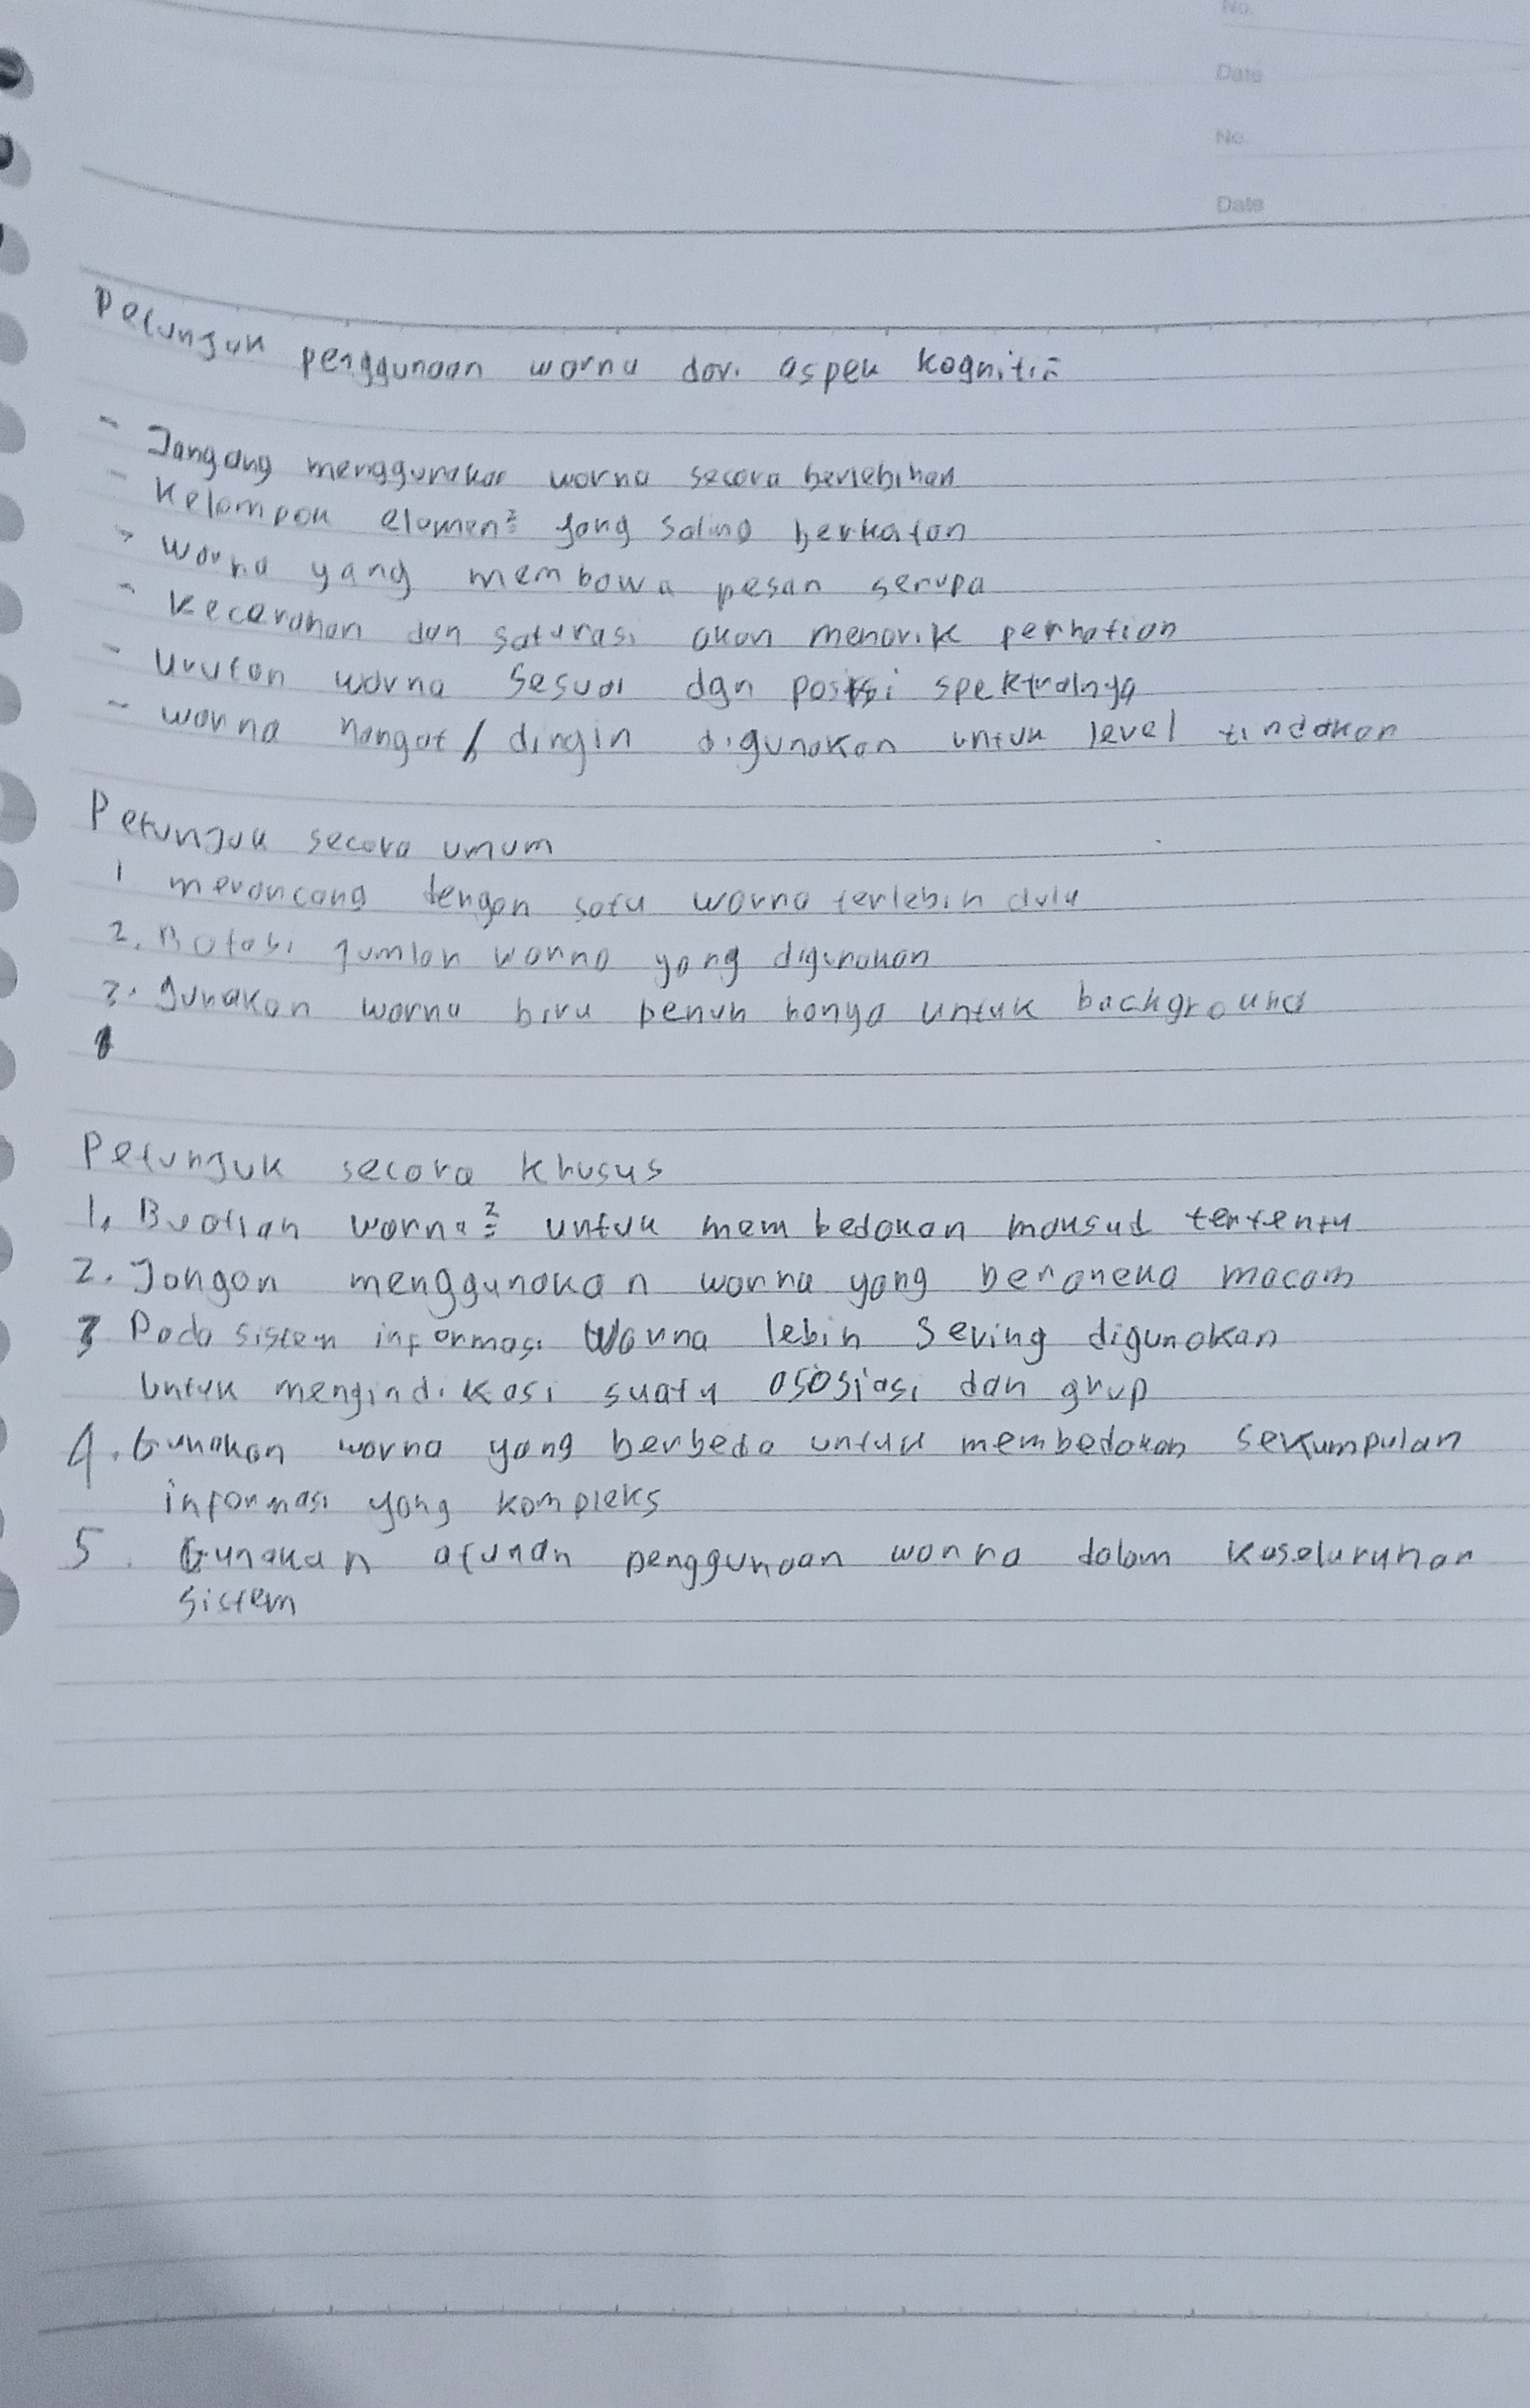 No.
Date
No.
Date
Petunjuk penggunaan warna dari aspek kognitif
- Jangang menggunakan warna secara berlebihan
- Kelompok elemen² yang saling berkatan
- Warna yang membawa pesan serupa
- Kecerahan dan saturasi akan menarik perhatian
- Urutan warna sesuai dgn posisi spektralnya
- Warna hangat / dingin digunakan untuk level tindakan
Petunjuk secara umum
1 merancang dengan satu warna terlebih dulu
2. Batasi jumlah warna yang digunakan
3. gunakan warna biru penuh hanya untuk background
Petunjuk secara khusus
1. Buatlah warna² untuk membedakan maksud tertentu
2. Jangan menggunakan warna yang beraneka macam
3 Pada sistem informasi Warna lebih sering digunakan
untuk mengindikasi suatu asosiasi dan grup
4. Gunakan warna yang berbeda untuk membedakan sekumpulan
informasi yang kompleks
5. Gunakan aturan penggunaan warna dalam keseluruhan
sistem